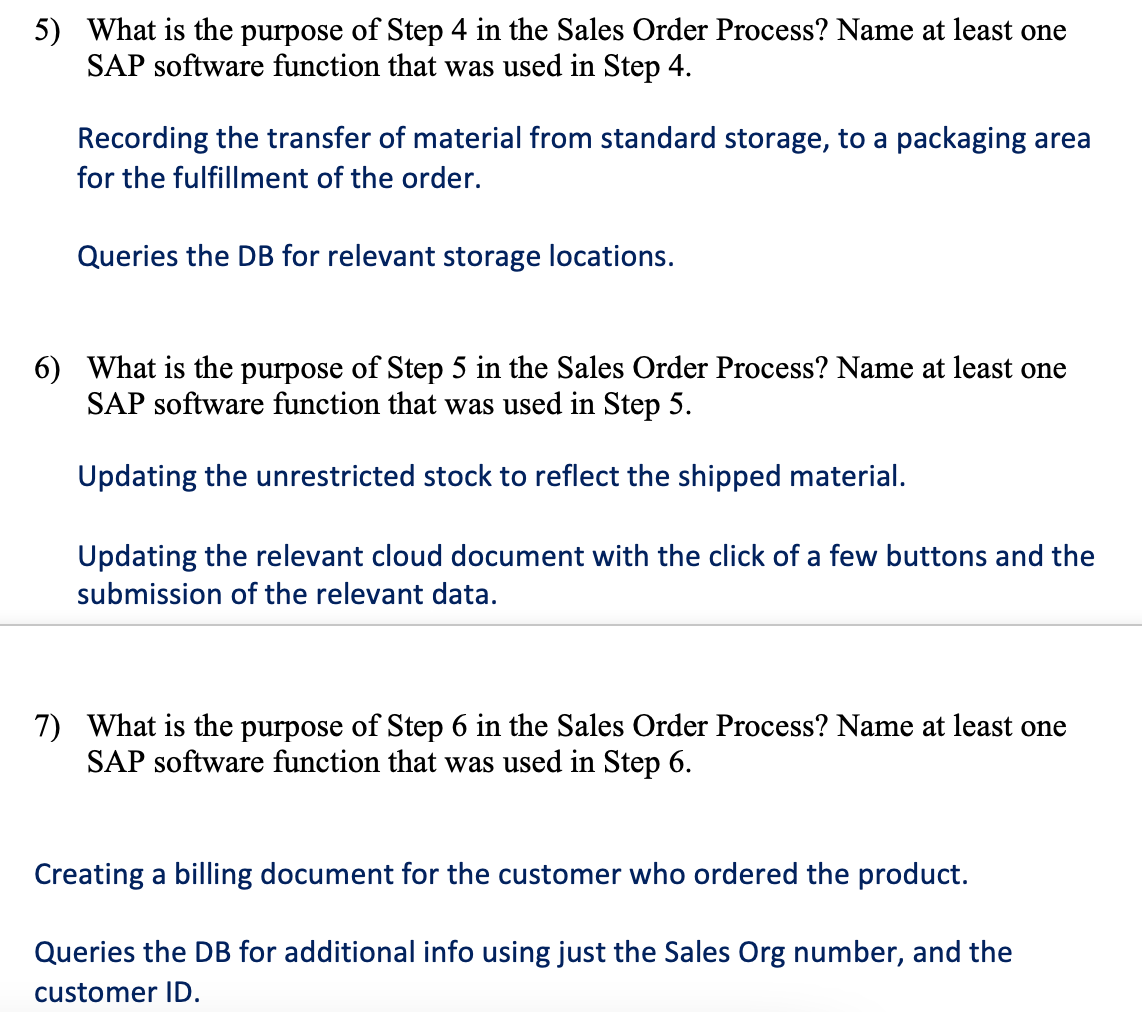 5) What is the purpose of Step 4 in the Sales Order Process? Name at least one
SAP software function that was used in Step 4.
Recording the transfer of material from standard storage, to a packaging area
for the fulfillment of the order.
Queries the DB for relevant storage locations.
6) What is the purpose of Step 5 in the Sales Order Process? Name at least one
SAP software function that was used in Step 5.
Updating the unrestricted stock to reflect the shipped material.
Updating the relevant cloud document with the click of a few buttons and the
submission of the relevant data.
7) What is the purpose of Step 6 in the Sales Order Process? Name at least one
SAP software function that was used in Step 6.
Creating a billing document for the customer who ordered the product.
Queries the DB for additional info using just the Sales Org number, and the
customer ID.